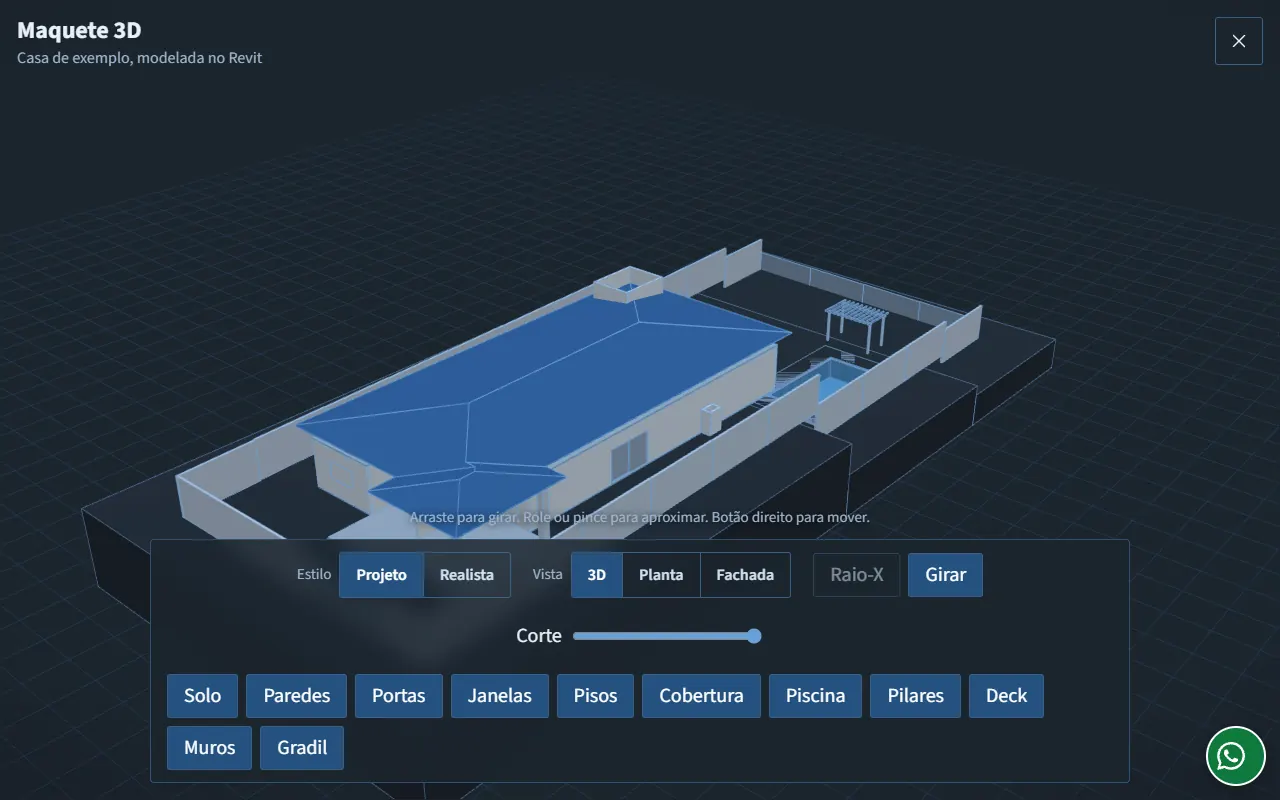 Maquete 3D
Casa de exemplo, modelada no Revit
Arraste para girar. Role ou pince para aproximar. Botão direito para mover.
Estilo Projeto Realista Vista 3D Planta Fachada Raio-X Girar
Corte
Solo Paredes Portas Janelas Pisos Cobertura Piscina Pilares Deck
Muros Gradil